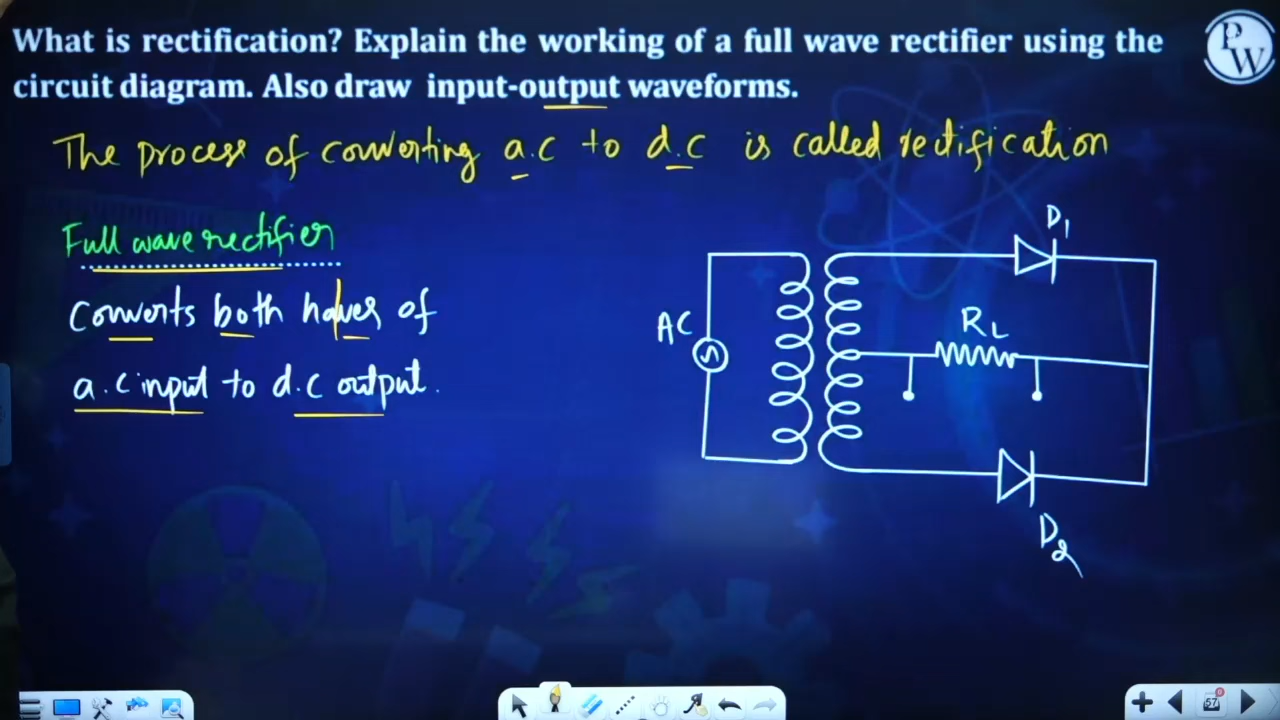 What is rectification? Explain the working of a full wave rectifier using the
circuit diagram. Also draw input-output waveforms.
PW
The process of converting a.c to d.c is called rectification
Full wave rectifier
Converts both halves of
a.c input to d.c output.
D1
AC
RL
D2
57